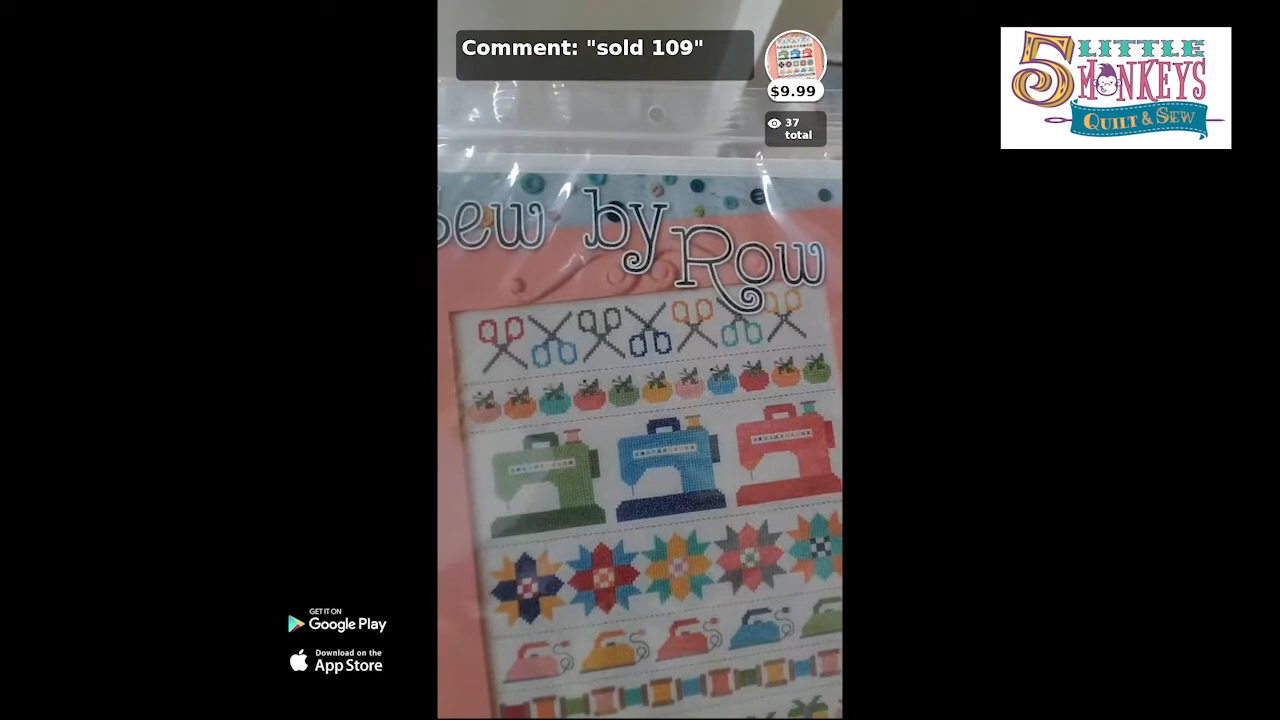 Comment: "sold 109"
$9.99
37
total
5 LITTLE
MONKEYS
QUILT & SEW
Sew by
Row
GET IT ON
Google Play
Download on the
App Store